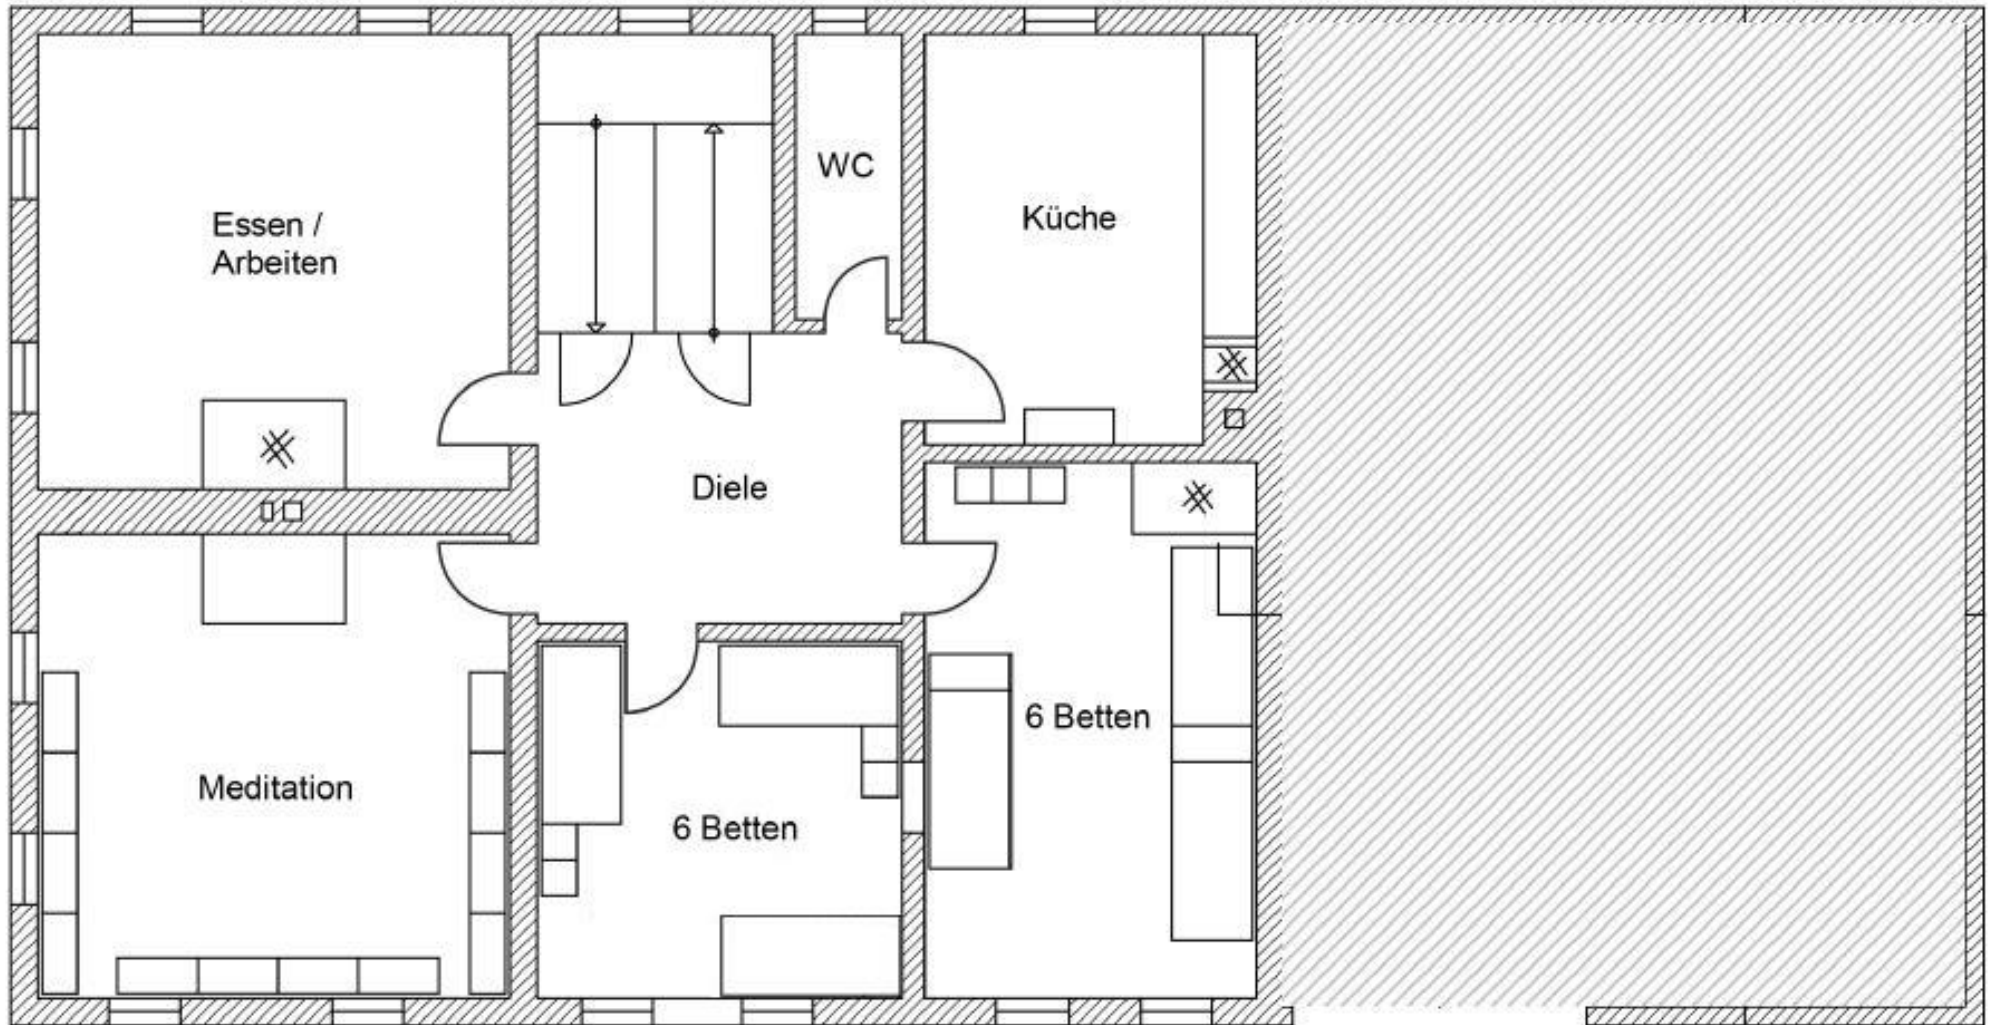 WC
Küche
Essen /
Arbeiten
Diele
6 Betten
Meditation
6 Betten